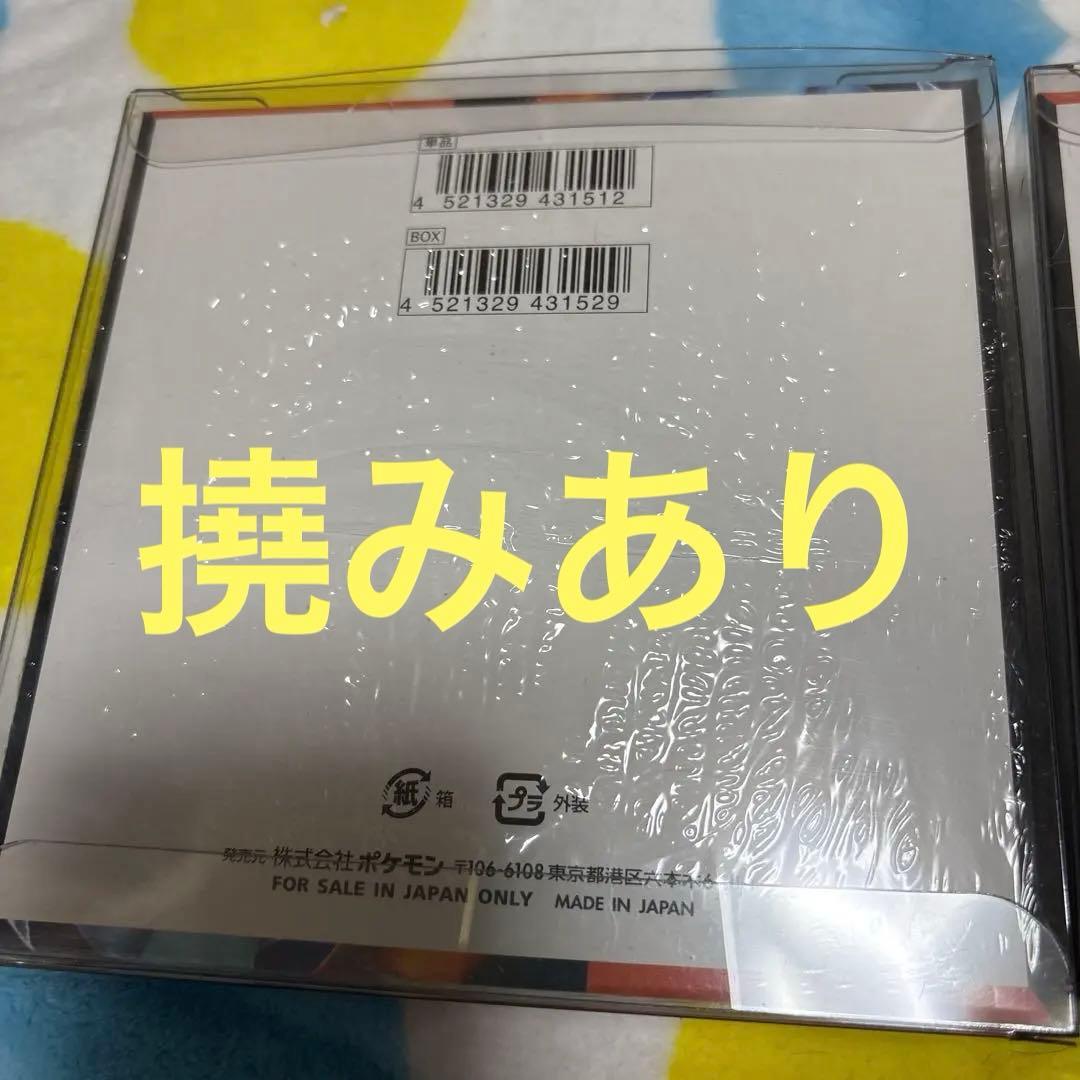 単品
4 521329 431512
BOX
4 521329 431529
撓みあり
紙 箱
プラ 外装
発売元 株式会社ポケモン 〒106-6108 東京都港区六本木6
FOR SALE IN JAPAN ONLY MADE IN JAPAN